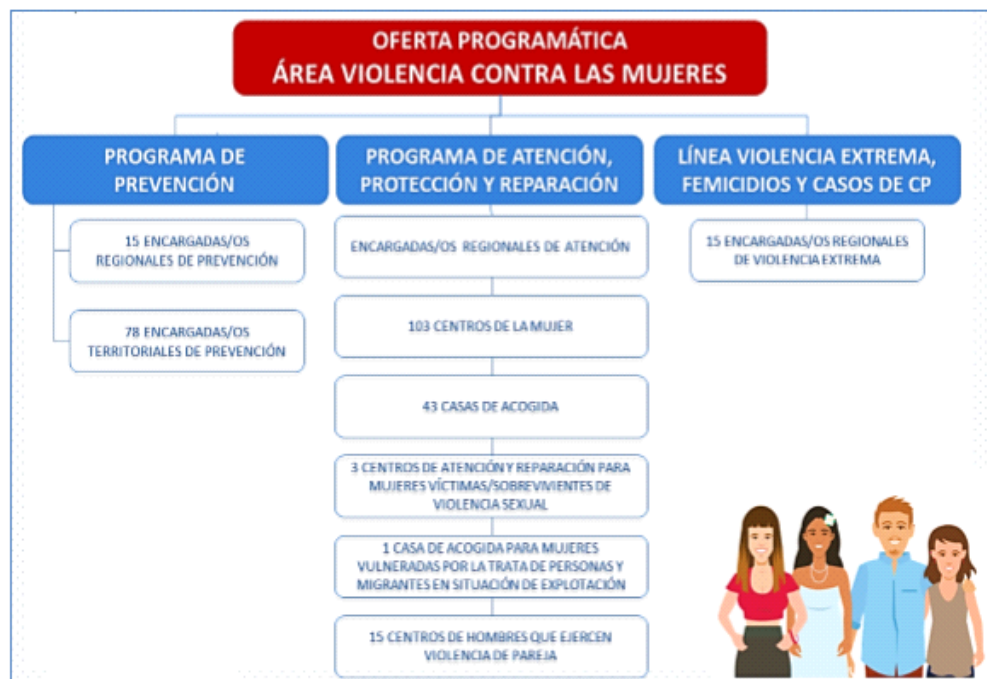 OFERTA PROGRAMÁTICA
ÁREA VIOLENCIA CONTRA LAS MUJERES
PROGRAMA DE
PREVENCIÓN
15 ENCARGADAS/OS
REGIONALES DE PREVENCIÓN
78 ENCARGADAS/OS
TERRITORIALES DE PREVENCIÓN
PROGRAMA DE ATENCIÓN,
PROTECCIÓN Y REPARACIÓN
ENCARGADAS/OS REGIONALES DE ATENCIÓN
103 CENTROS DE LA MUJER
43 CASAS DE ACOGIDA
3 CENTROS DE ATENCIÓN Y REPARACIÓN PARA
MUJERES VÍCTIMAS/SOBREVIVIENTES DE
VIOLENCIA SEXUAL
1 CASA DE ACOGIDA PARA MUJERES
VULNERADAS POR LA TRATA DE PERSONAS Y
MIGRANTES EN SITUACIÓN DE EXPLOTACIÓN
15 CENTROS DE HOMBRES QUE EJERCEN
VIOLENCIA DE PAREJA
LÍNEA VIOLENCIA EXTREMA,
FEMICIDIOS Y CASOS DE CP
15 ENCARGADAS/OS REGIONALES
DE VIOLENCIA EXTREMA